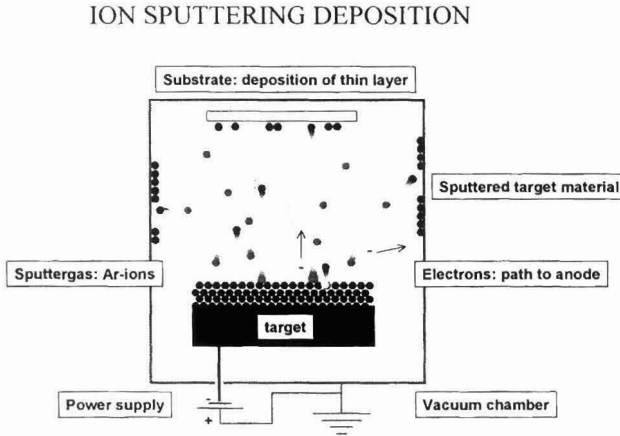 ION SPUTTERING DEPOSITION
Substrate: deposition of thin layer
Sputtered target material
Sputtergas: Ar-ions
Electrons: path to anode
-
-
target
Power supply
-
+
Vacuum chamber